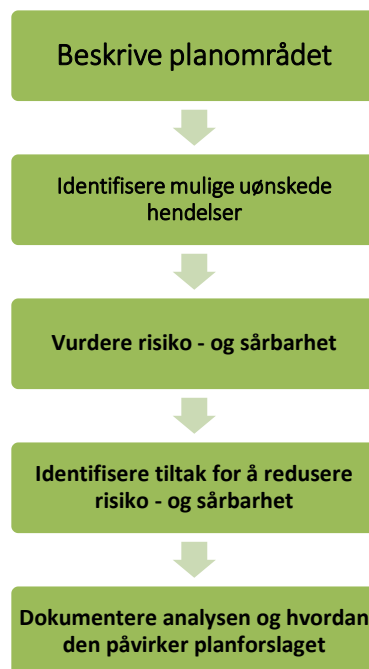 Beskrive planområdet
Identifisere mulige uønskede
hendelser
Vurdere risiko - og sårbarhet
Identifisere tiltak for å redusere
risiko - og sårbarhet
Dokumentere analysen og hvordan
den påvirker planforslaget